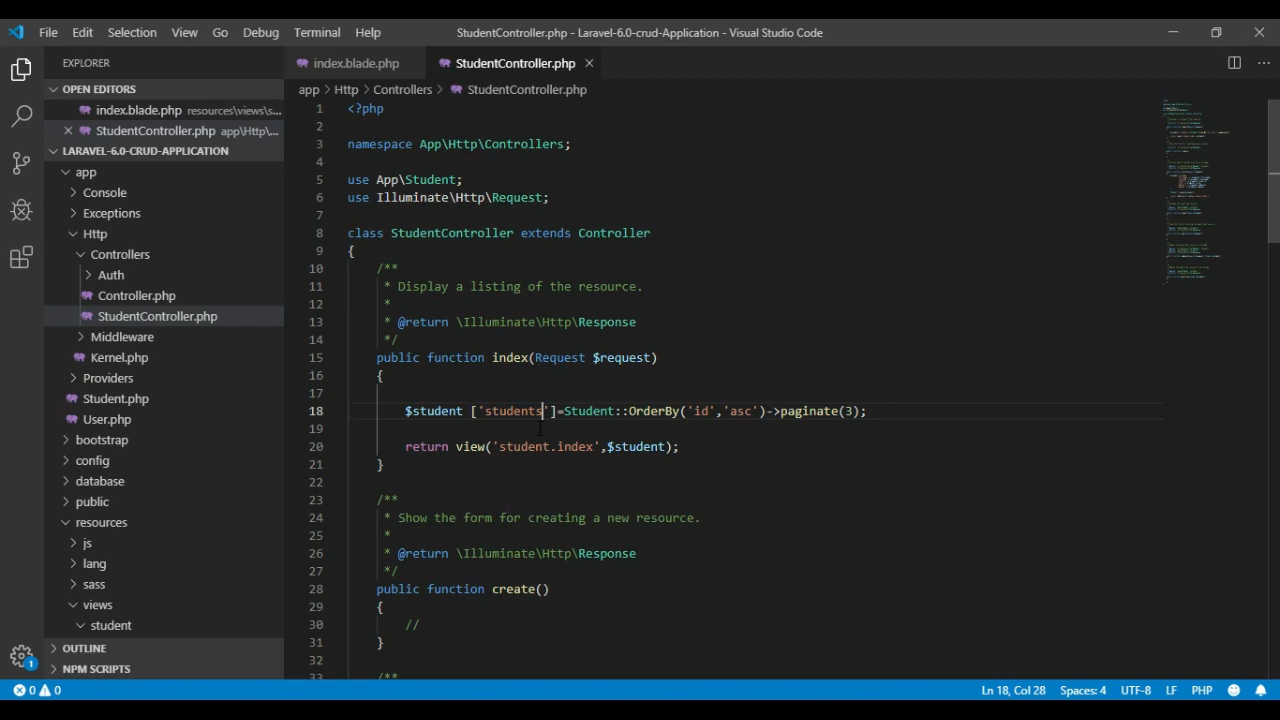 File Edit Selection View Go Debug Terminal Help StudentController.php - Laravel-6.0-crud-Application - Visual Studio Code
EXPLORER
OPEN EDITORS
index.blade.php resources\views\s...
StudentController.php app\Http\...
LARAVEL-6.0-CRUD-APPLICATION
app
Console
Exceptions
Http
Controllers
Auth
Controller.php
StudentController.php
Middleware
Kernel.php
Providers
Student.php
User.php
bootstrap
config
database
public
resources
js
lang
sass
views
student
OUTLINE
NPM SCRIPTS
1
index.blade.php StudentController.php
app > Http > Controllers > StudentController.php
1 <?php
2
3 namespace App\Http\Controllers;
4
5 use App\Student;
6 use Illuminate\Http\Request;
7
8 class StudentController extends Controller
9 {
10 /**
11 * Display a listing of the resource.
12 *
13 * @return \Illuminate\Http\Response
14 */
15 public function index(Request $request)
16 {
17
18 $student ['students']=Student::OrderBy('id','asc')->paginate(3);
19
20 return view('student.index',$student);
21 }
22
23 /**
24 * Show the form for creating a new resource.
25 *
26 * @return \Illuminate\Http\Response
27 */
28 public function create()
29 {
30 //
31 }
32
33 /**
0 0 Ln 18, Col 28 Spaces: 4 UTF-8 LF PHP